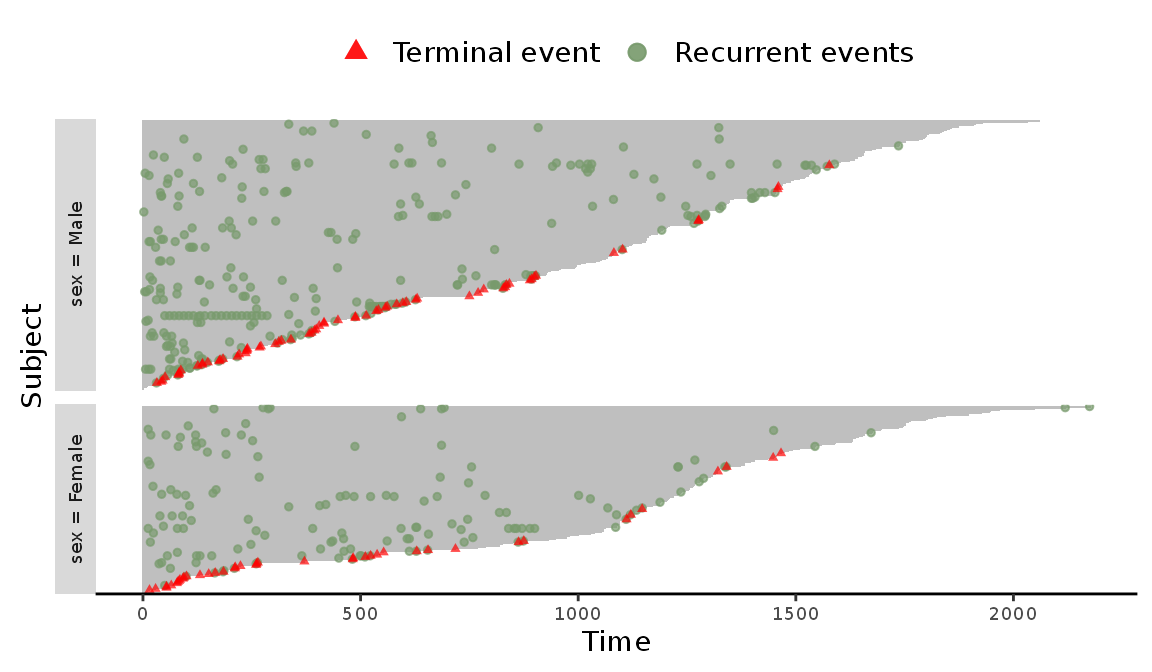 Terminal event Recurrent events
Subject
sex = Male
sex = Female
0 500 1000 1500 2000
Time